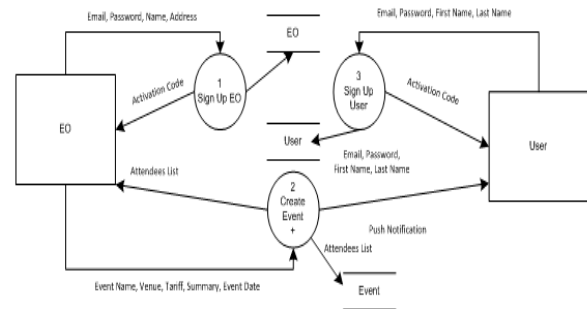 Email, Password, Name, Address
EO
Email, Password, First Name, Last Name
1
Sign Up EO
3
Sign Up
User
Activation Code
Activation Code
EO
User
User
Email, Password,
First Name, Last Name
Attendees List
2
Create
Event
+
Push Notification
Attendees List
Event Name, Venue, Tariff, Summary, Event Date
Event